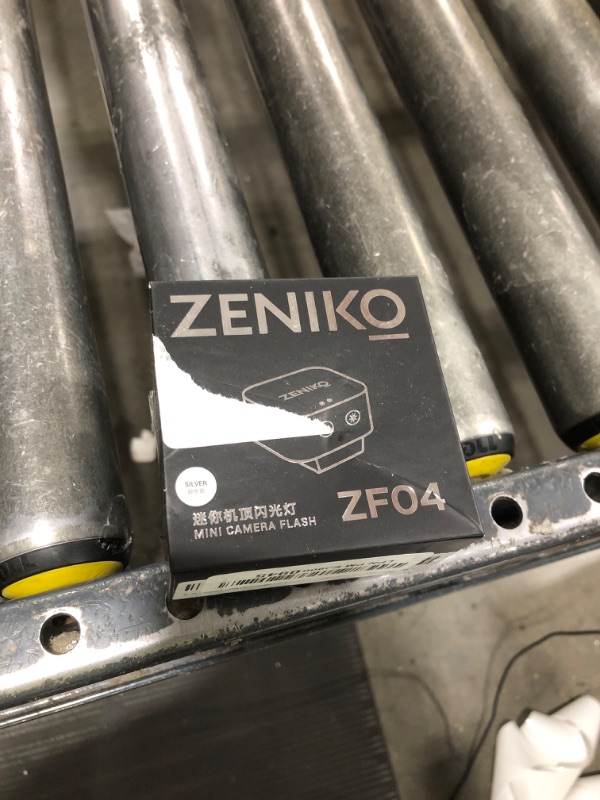 ZENIKO
ZENIKO
SILVER
迷你机顶闪光灯
MINI CAMERA FLASH
ZF04